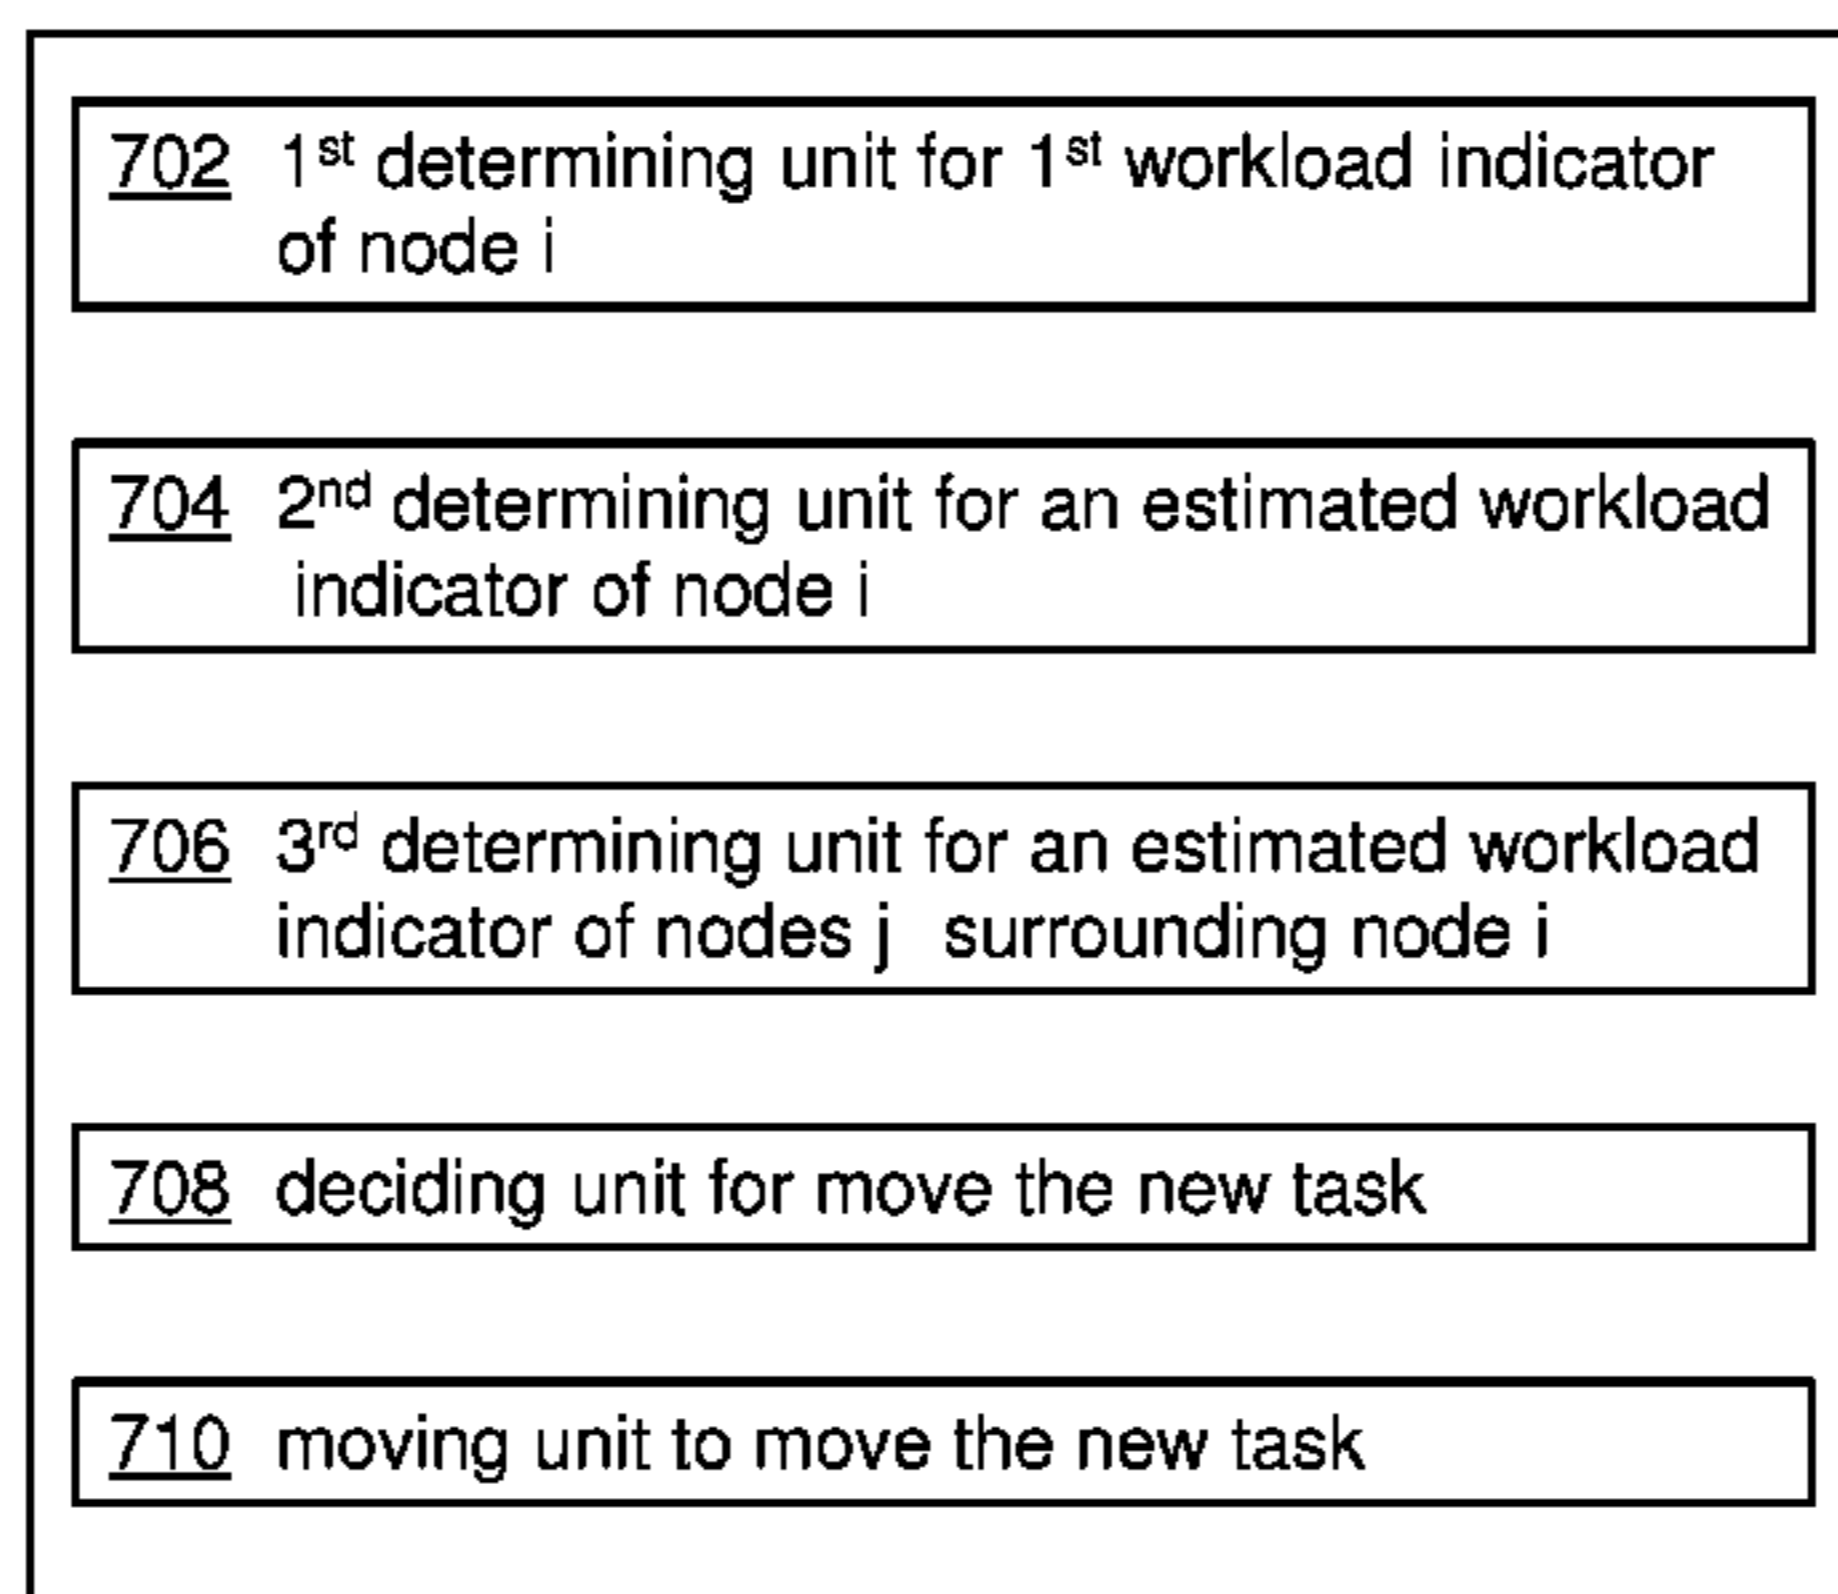 702 1st determining unit for 1st workload indicator
of node i
704 2nd determining unit for an estimated workload
indicator of node i
706 3rd determining unit for an estimated workload
indicator of nodes j surrounding node i
708 deciding unit for move the new task
710 moving unit to move the new task